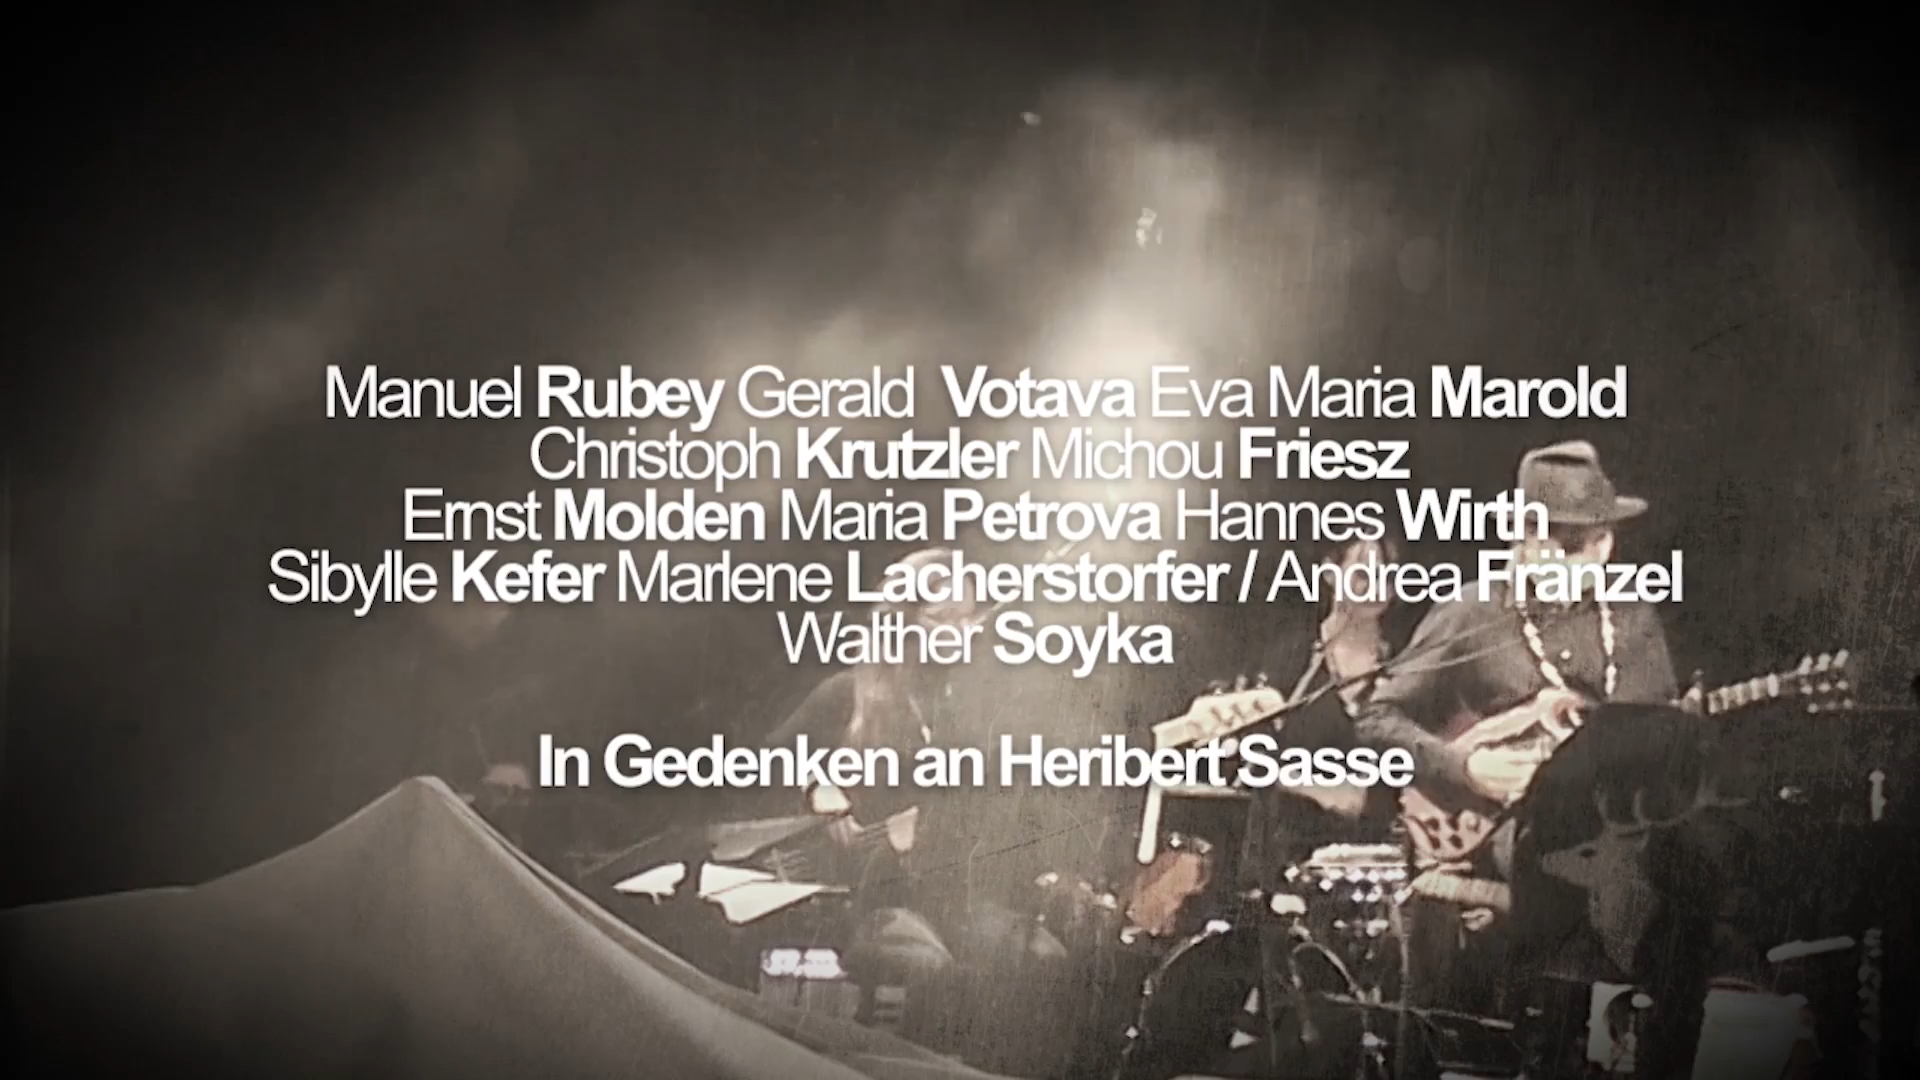 Manuel Rubey Gerald Votava Eva Maria Marold
Christoph Krutzler Michou Friesz
Ernst Molden Maria Petrova Hannes Wirth
Sibylle Kefer Marlene Lacherstorfer / Andrea Fränzel
Walther Soyka
In Gedenken an Heribert Sasse